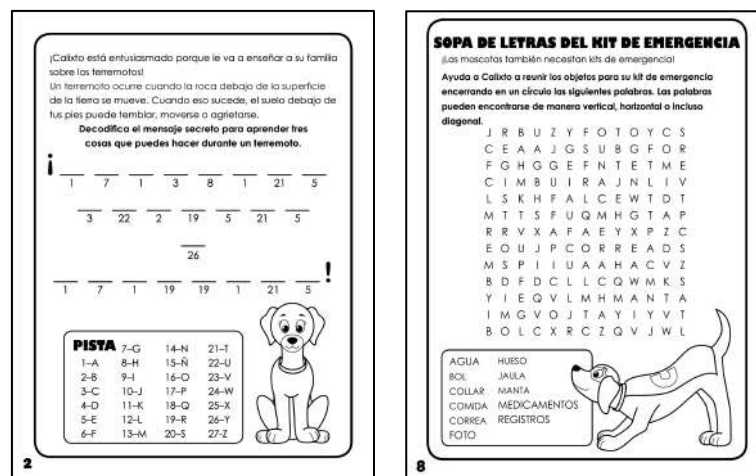 ¡Calixto está entusiasmado porque le va a enseñar a su familia
sobre los terremotos!
Un terremoto ocurre cuando la roca debajo de la superficie
de la tierra se mueve. Cuando eso sucede, el suelo debajo de
tus pies puede temblar, moverse o agrietarse.
Decodifica el mensaje secreto para aprender tres
cosas que puedes hacer durante un terremoto.
¡
1 7 1 3 8 1 21 5
3 22 2 19 5 21 5
26
1 7 1 19 19 1 21 5 !
PISTA
1–A
2–B
3–C
4–D
5–E
6–F
7–G
8–H
9–I
10–J
11–K
12–L
13–M
14–N
15–Ñ
16–O
17–P
18–Q
19–R
20–S
21–T
22–U
23–V
24–W
25–X
26–Y
27–Z
2
SOPA DE LETRAS DEL KIT DE EMERGENCIA
¡Las mascotas también necesitan kits de emergencia!
Ayuda a Calixto a reunir los objetos para su kit de emergencia
encerrando en un círculo las siguientes palabras. Las palabras
pueden encontrarse de manera vertical, horizontal o incluso
diagonal.
J R B U Z Y F O T O Y C S
C E A A J G S U B G F O R
F G H G G E F N T E T M E
C I M B U I R A J N L I V
L S K H F A L C E W T D T
M T T S F U Q M H G T A P
R R V X A F A E Y X P Z C
E O U J P C O R R E A D S
M S P I I U A A H A C V Z
B D F D C L L C Q W M K S
Y I E Q V L M H M A N T A
I M G V O J T A Y I Y V T
B O L C X R C Z Q V J W L
AGUA
BOL
COLLAR
COMIDA
CORREA
FOTO
HUESO
JAULA
MANTA
MEDICAMENTOS
REGISTROS
8